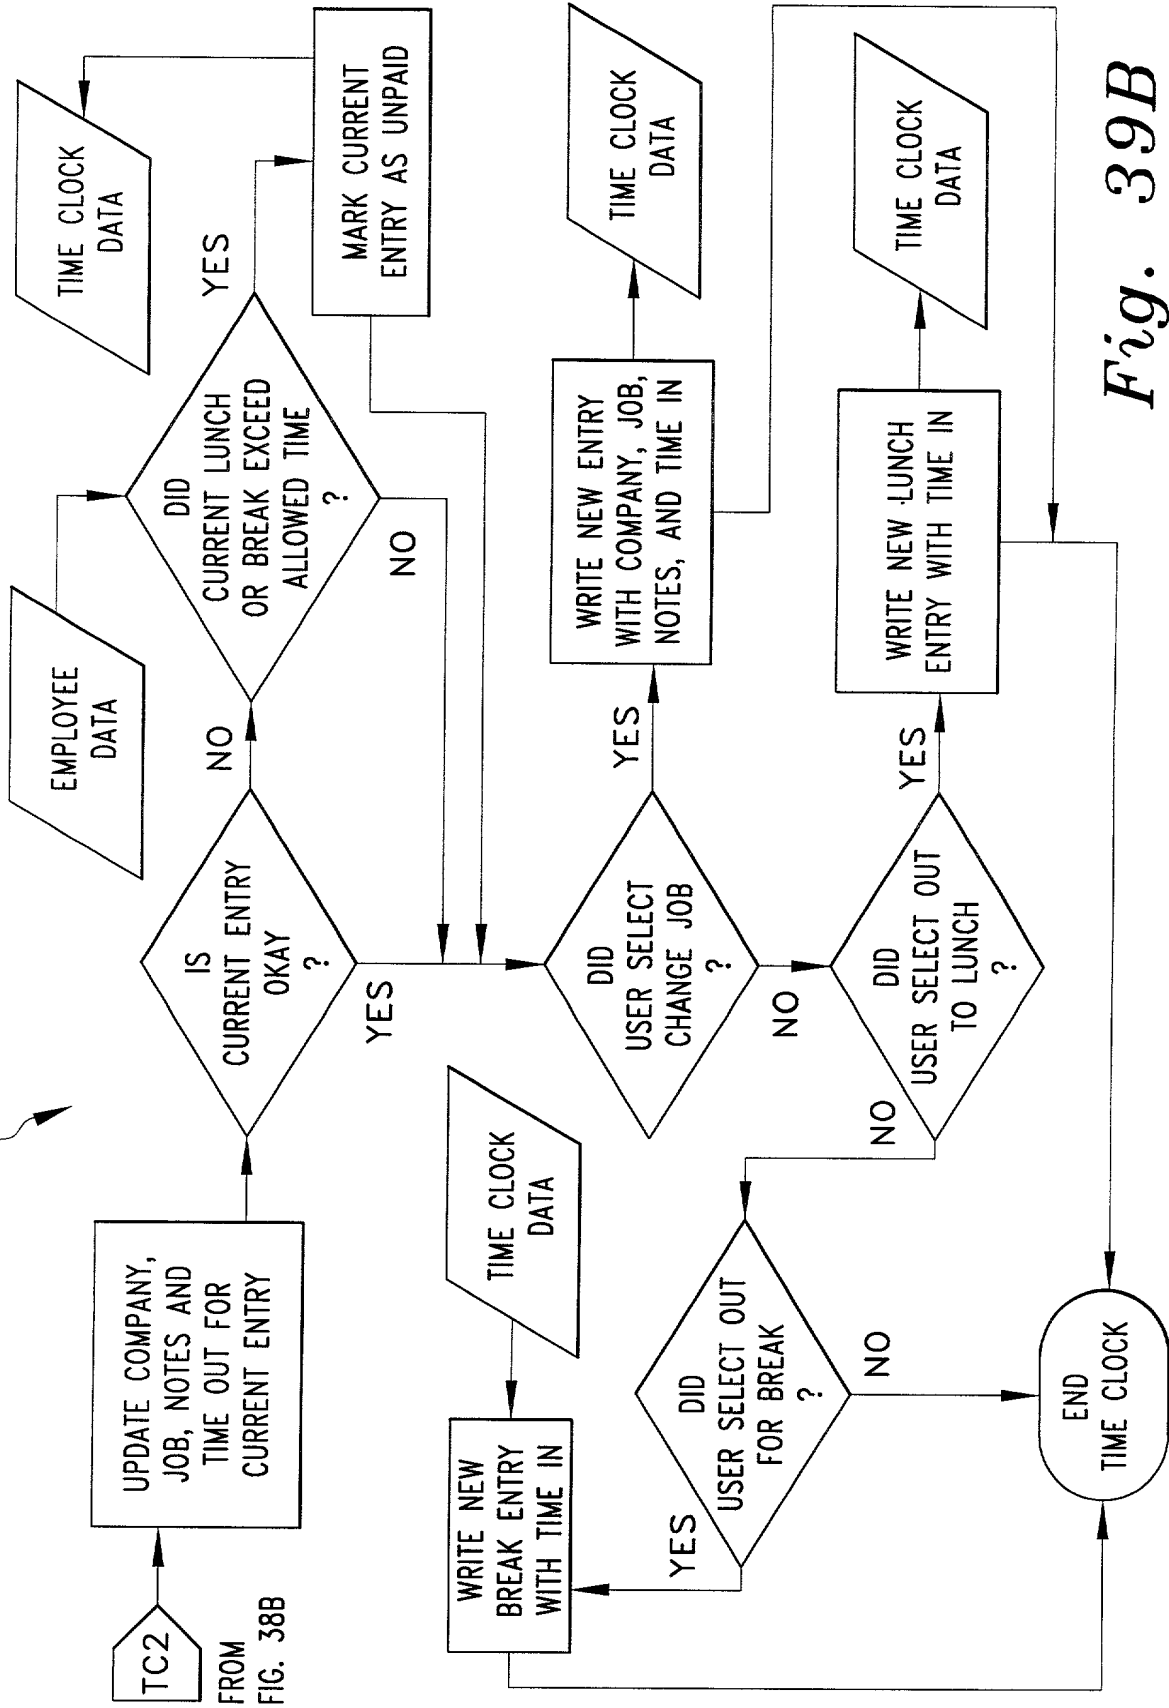 TC2
FROM
FIG. 38B
UPDATE COMPANY,
JOB, NOTES AND
TIME OUT FOR
CURRENT ENTRY
IS
CURRENT ENTRY
OKAY
?
NO
YES
EMPLOYEE
DATA
DID
CURRENT LUNCH
OR BREAK EXCEED
ALLOWED TIME
?
YES
NO
TIME CLOCK
DATA
MARK CURRENT
ENTRY AS UNPAID
DID
USER SELECT
CHANGE JOB
?
YES
NO
WRITE NEW ENTRY
WITH COMPANY, JOB,
NOTES, AND TIME IN
TIME CLOCK
DATA
DID
USER SELECT OUT
TO LUNCH
?
YES
NO
WRITE NEW LUNCH
ENTRY WITH TIME IN
TIME CLOCK
DATA
DID
USER SELECT OUT
FOR BREAK
?
YES
NO
WRITE NEW
BREAK ENTRY
WITH TIME IN
TIME CLOCK
DATA
END
TIME CLOCK
Fig. 39B